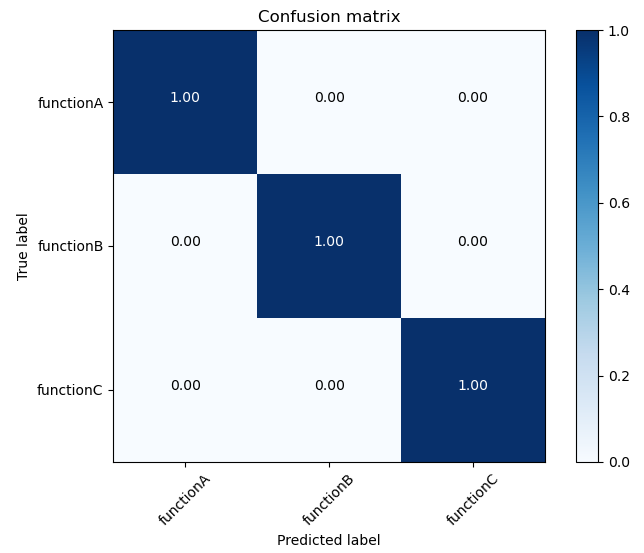 Confusion matrix
True label
functionA
1.00 0.00 0.00
functionB
0.00 1.00 0.00
functionC
0.00 0.00 1.00
functionA functionB functionC
Predicted label
1.0
0.8
0.6
0.4
0.2
0.0